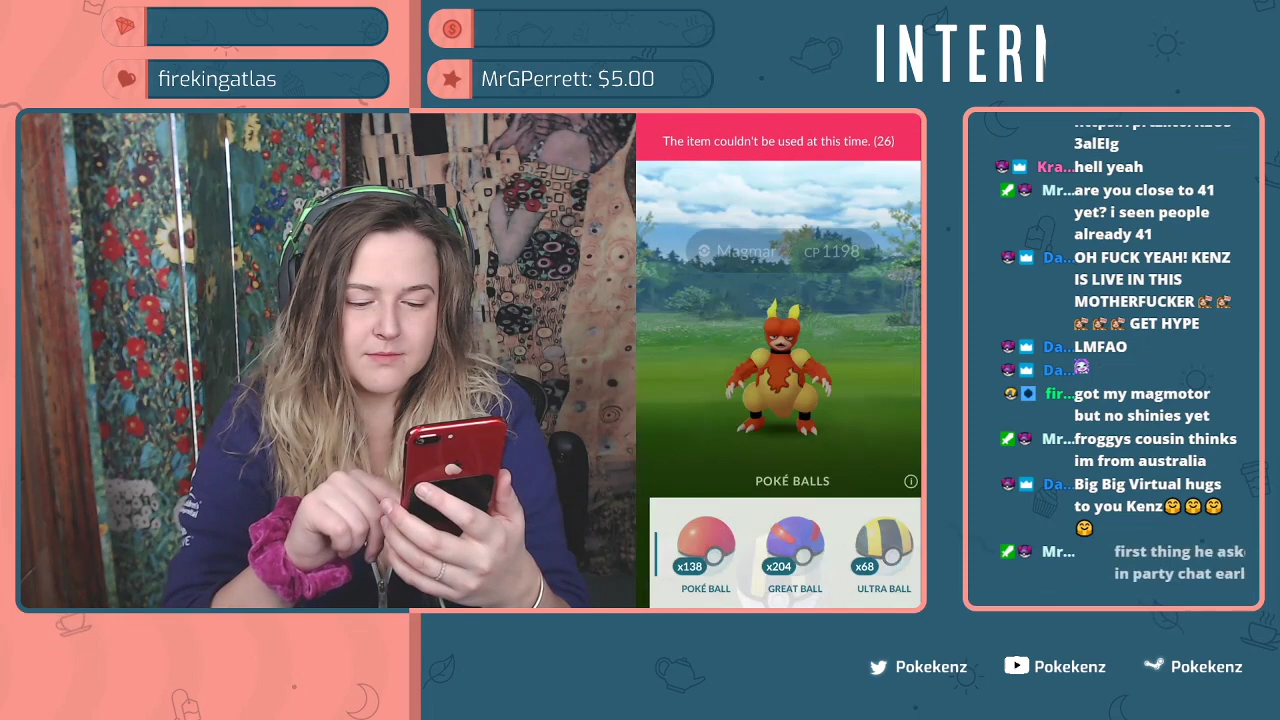 firekingatlas
MrGPerrett: $5.00
INTERN
The item couldn't be used at this time. (26)
Magmar CP 1198
POKÉ BALLS
x138
x204
x68
POKÉ BALL
GREAT BALL
ULTRA BALL
3alElg
Kra... hell yeah
Mr... are you close to 41
yet? i seen people
already 41
Da... OH FUCK YEAH! KENZ
IS LIVE IN THIS
MOTHERFUCKER
GET HYPE
Da... LMFAO
Da...
fir... got my magmotor
but no shinies yet
Mr... froggys cousin thinks
im from australia
Da... Big Big Virtual hugs
to you Kenz🤗🤗🤗
🤗
Mr... first thing he ask
in party chat earl
Pokekenz
Pokekenz
Pokekenz